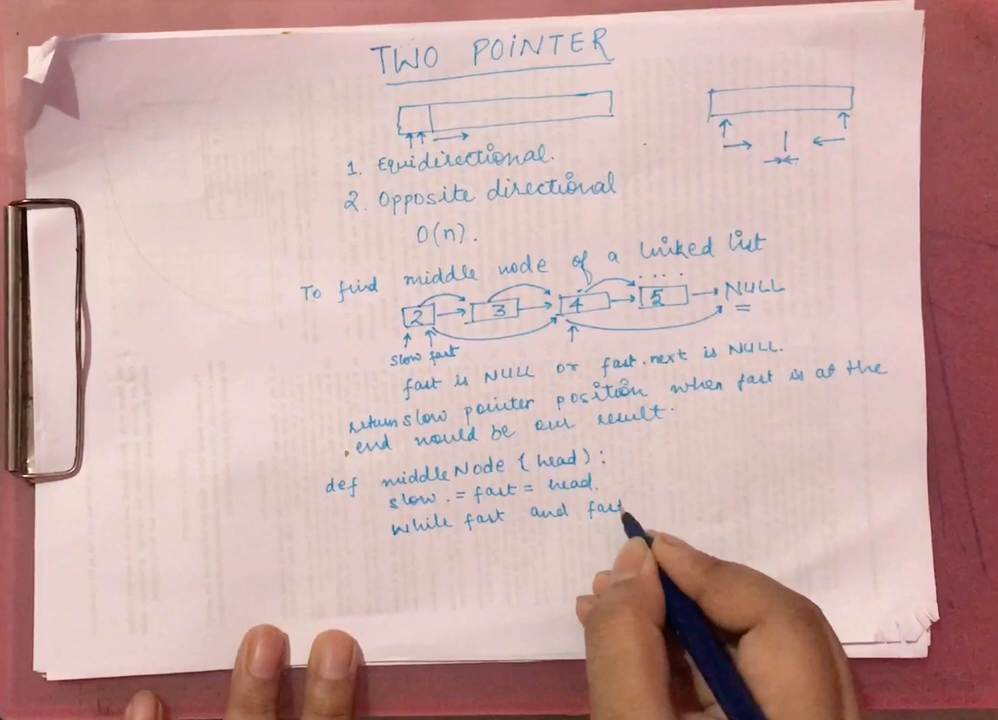 TWO POINTER
1. Equidirectional.
2. Opposite directional
O(n).
To find middle node of a linked list
2 3 4 5 NULL
slow fast
fast is NULL or fast.next is NULL.
return slow pointer position when fast is at the
end would be our result.
def middleNode (head):
slow = fast = head.
while fast and fast